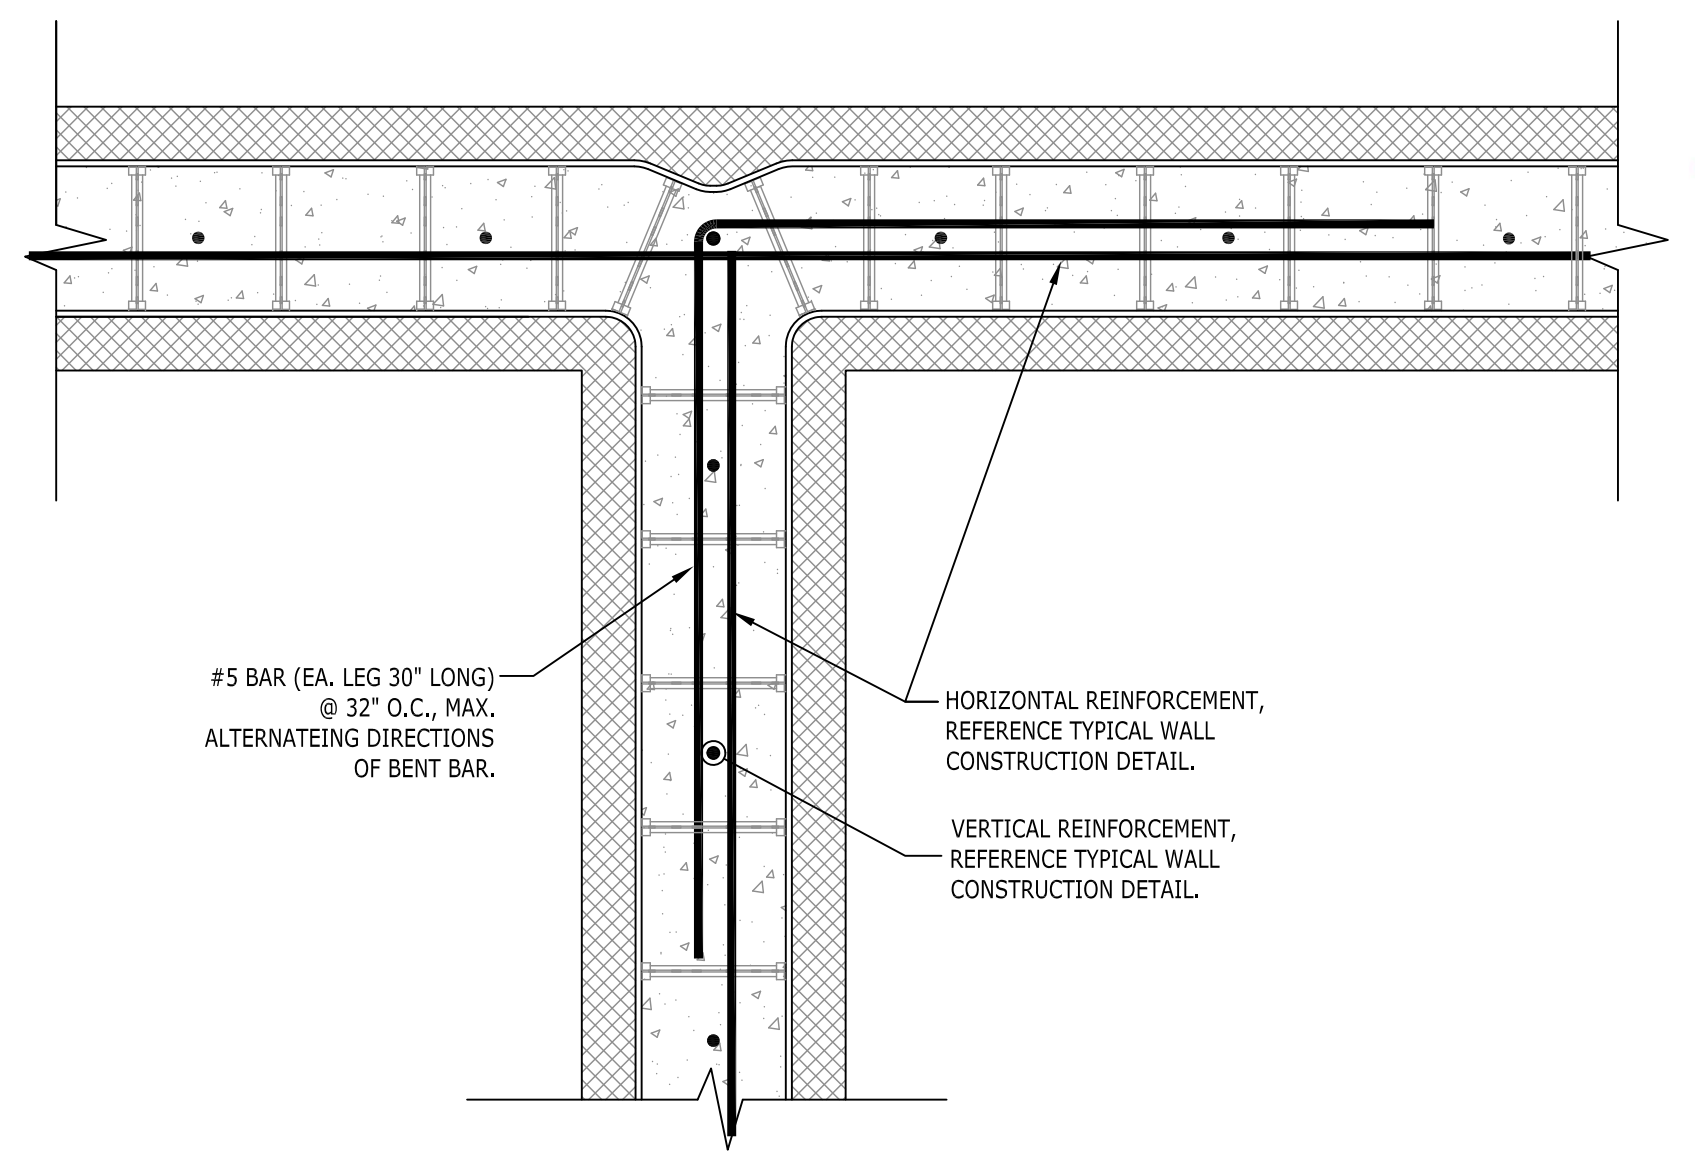 #5 BAR (EA. LEG 30" LONG)
@ 32" O.C., MAX.
ALTERNATEING DIRECTIONS
OF BENT BAR.
HORIZONTAL REINFORCEMENT,
REFERENCE TYPICAL WALL
CONSTRUCTION DETAIL.
VERTICAL REINFORCEMENT,
REFERENCE TYPICAL WALL
CONSTRUCTION DETAIL.